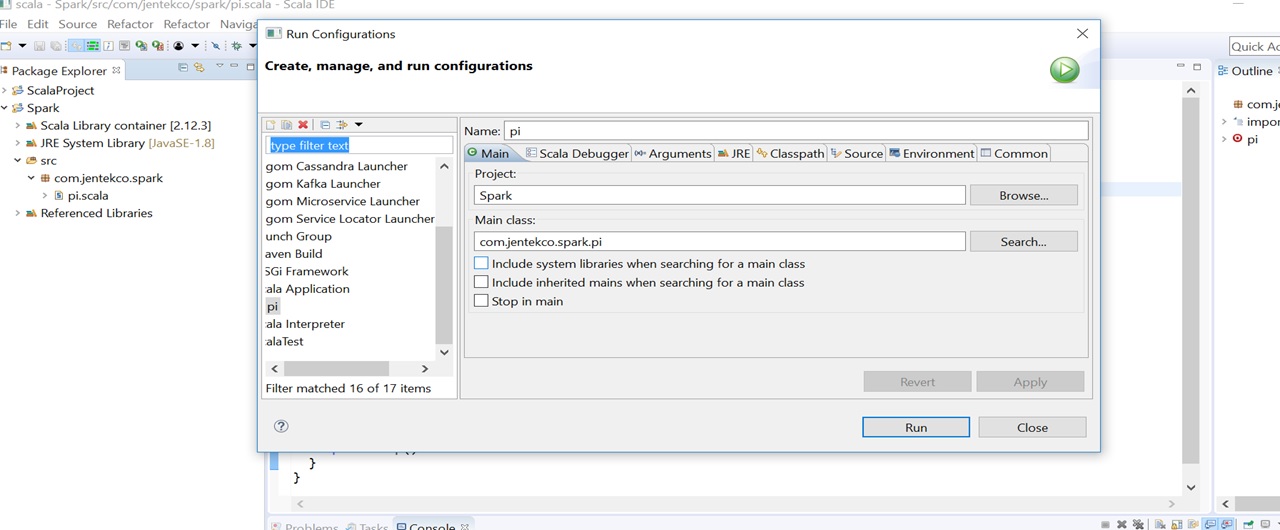 scala - Spark/src/com/jentekco/spark/pi.scala - Scala IDE
File Edit Source Refactor Refactor Naviga
Quick Ac
Package Explorer
ScalaProject
Spark
Scala Library container [2.12.3]
JRE System Library [JavaSE-1.8]
src
com.jentekco.spark
pi.scala
Referenced Libraries
Run Configurations
Create, manage, and run configurations
type filter text
gom Cassandra Launcher
gom Kafka Launcher
gom Microservice Launcher
gom Service Locator Launcher
unch Group
aven Build
SGi Framework
ala Application
pi
ala Interpreter
alaTest
Filter matched 16 of 17 items
Name: pi
Main Scala Debugger Arguments JRE Classpath Source Environment Common
Project:
Spark Browse...
Main class:
com.jentekco.spark.pi Search...
Include system libraries when searching for a main class
Include inherited mains when searching for a main class
Stop in main
Revert Apply
Run Close
}
}
Problems Tasks Console
Outline
com.j
impor
pi